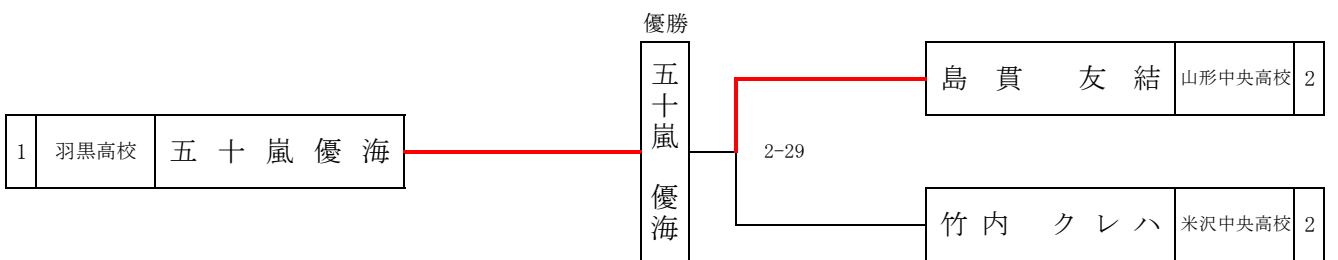 優勝
1 羽黒高校 五十嵐優海
五十嵐 優海
2-29
島貫 友結 山形中央高校 2
竹内 クレハ 米沢中央高校 2